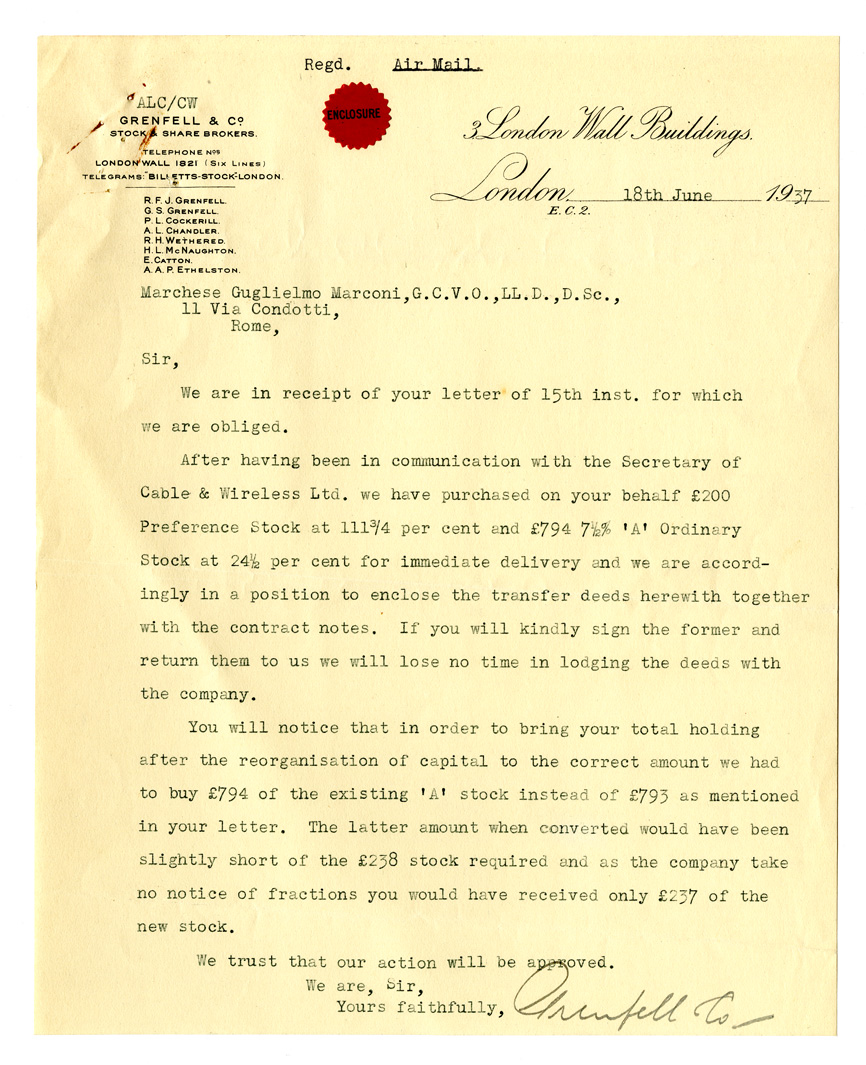 Regd. Air Mail.
ALC/CW
GRENFELL & Co
STOCK & SHARE BROKERS.
TELEPHONE Nos
LONDON WALL 1821 (SIX LINES)
TELEGRAMS: "BILLETTS-STOCK-LONDON.
R. F. J. GRENFELL.
G. S. GRENFELL.
P. L. COCKERILL.
A. L. CHANDLER.
R. H. WETHERED.
H. L. McNAUGHTON.
E. CATTON.
A. A. P. ETHELSTON.
ENCLOSURE
3 London Wall Buildings.
London, 18th June 1937
E.C.2.
Marchese Guglielmo Marconi,G.C.V.O.,LL.D.,D.Sc.,
11 Via Condotti,
Rome,
Sir,
We are in receipt of your letter of 15th inst. for which
we are obliged.
After having been in communication with the Secretary of
Cable & Wireless Ltd. we have purchased on your behalf £200
Preference Stock at 111¾ per cent and £794 7½% 'A' Ordinary
Stock at 24½ per cent for immediate delivery and we are accord-
ingly in a position to enclose the transfer deeds herewith together
with the contract notes. If you will kindly sign the former and
return them to us we will lose no time in lodging the deeds with
the company.
You will notice that in order to bring your total holding
after the reorganisation of capital to the correct amount we had
to buy £794 of the existing 'A' stock instead of £793 as mentioned
in your letter. The latter amount when converted would have been
slightly short of the £238 stock required and as the company take
no notice of fractions you would have received only £237 of the
new stock.
We trust that our action will be approved.
We are, Sir,
Yours faithfully, Grenfell Co